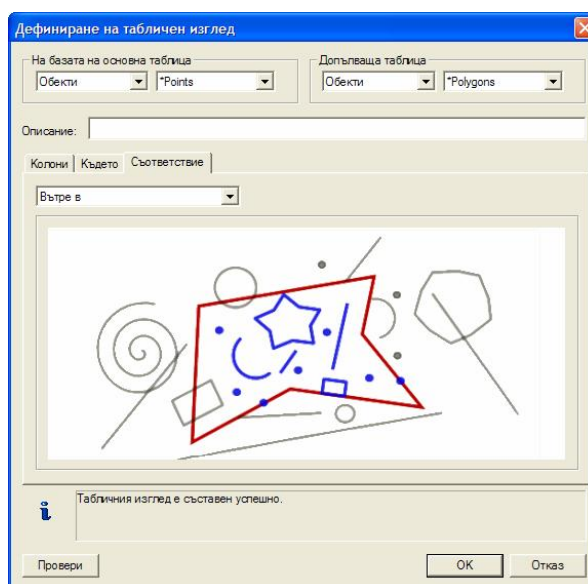 Дефиниране на табличен изглед
На базата на основна таблица
Допълваща таблица
Обекти *Points Обекти *Polygons
Описание:
Колони Където Съответствие
Вътре в
Табличния изглед е съставен успешно.
Провери OK Отказ